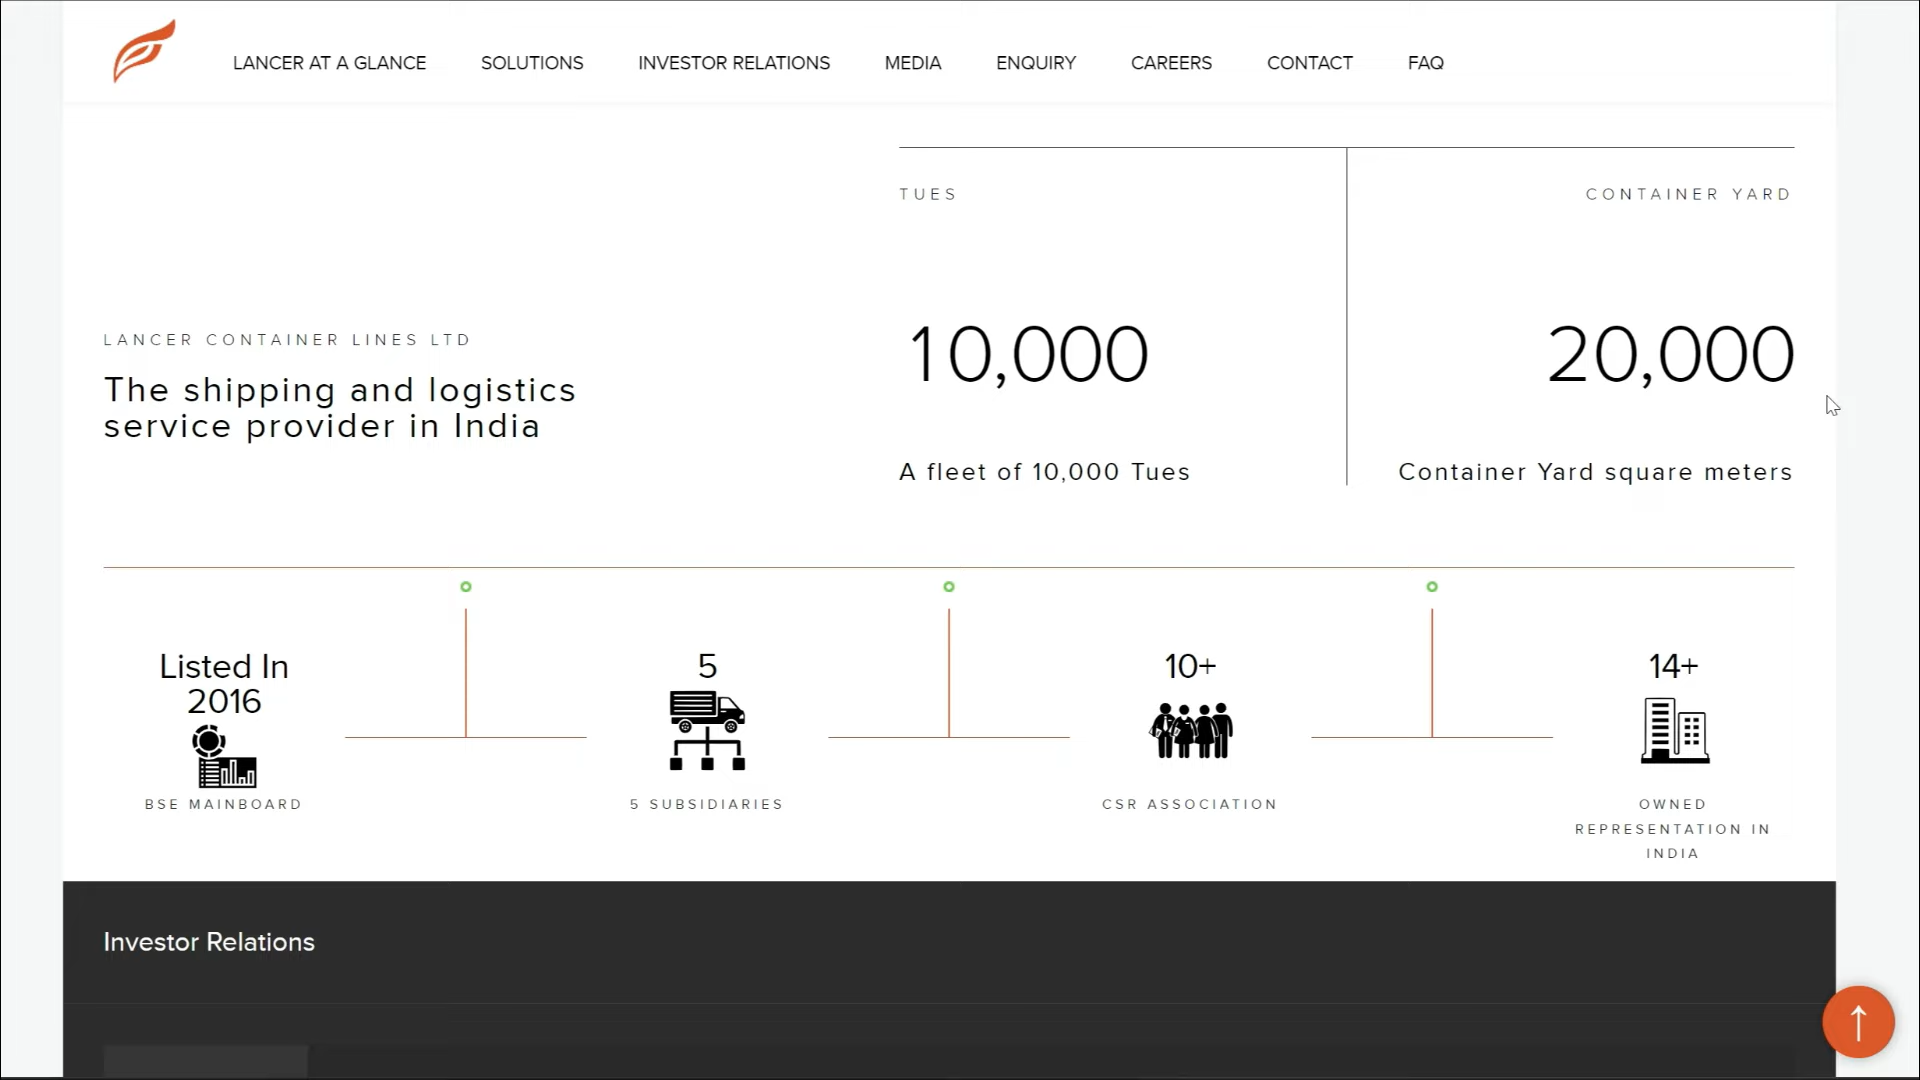 LANCER AT A GLANCE SOLUTIONS INVESTOR RELATIONS MEDIA ENQUIRY CAREERS CONTACT FAQ
TUES
CONTAINER YARD
LANCER CONTAINER LINES LTD
The shipping and logistics
service provider in India
10,000
20,000
A fleet of 10,000 Tues
Container Yard square meters
Listed In
2016
BSE MAINBOARD
5
5 SUBSIDIARIES
10+
CSR ASSOCIATION
14+
OWNED
REPRESENTATION IN
INDIA
Investor Relations